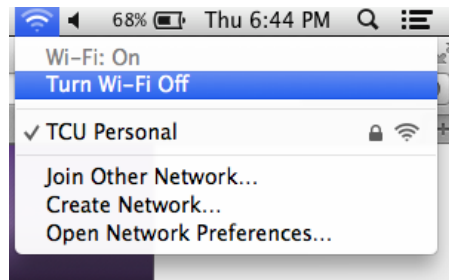 68% Thu 6:44 PM
Wi-Fi: On
Turn Wi-Fi Off
TCU Personal
Join Other Network...
Create Network...
Open Network Preferences...